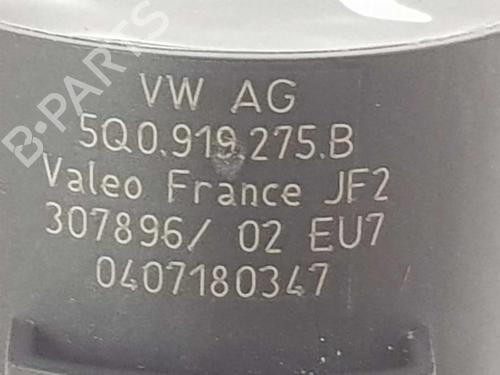 VW AG
5Q0.919.275.B
Valeo France JF2
307896/ 02 EU7
0407180347
B-PARTS